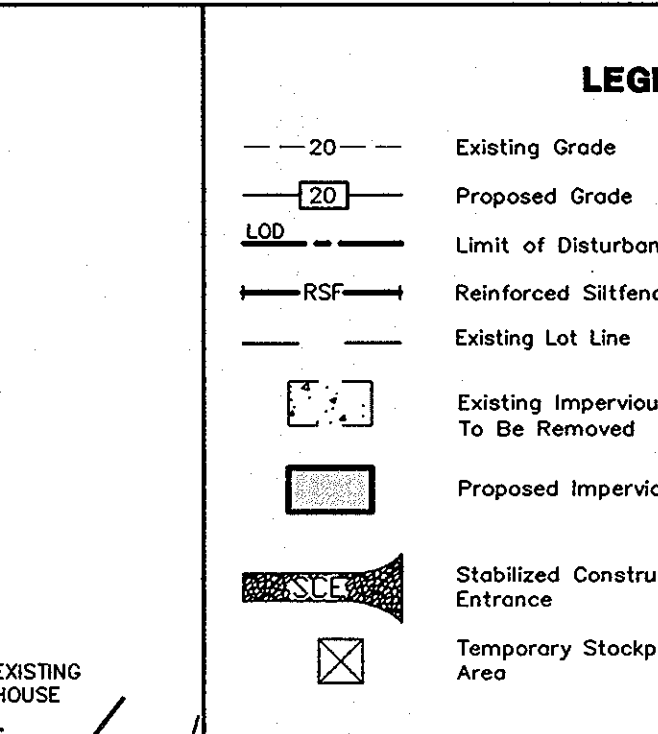 LEGE
20
Existing Grade
20
Proposed Grade
LOD
Limit of Disturban
RSF
Reinforced Siltfenc
Existing Lot Line
Existing Imperviou
To Be Removed
Proposed Impervio
SCE
Stabilized Constru
Entrance
Temporary Stockp
Area
EXISTING
HOUSE